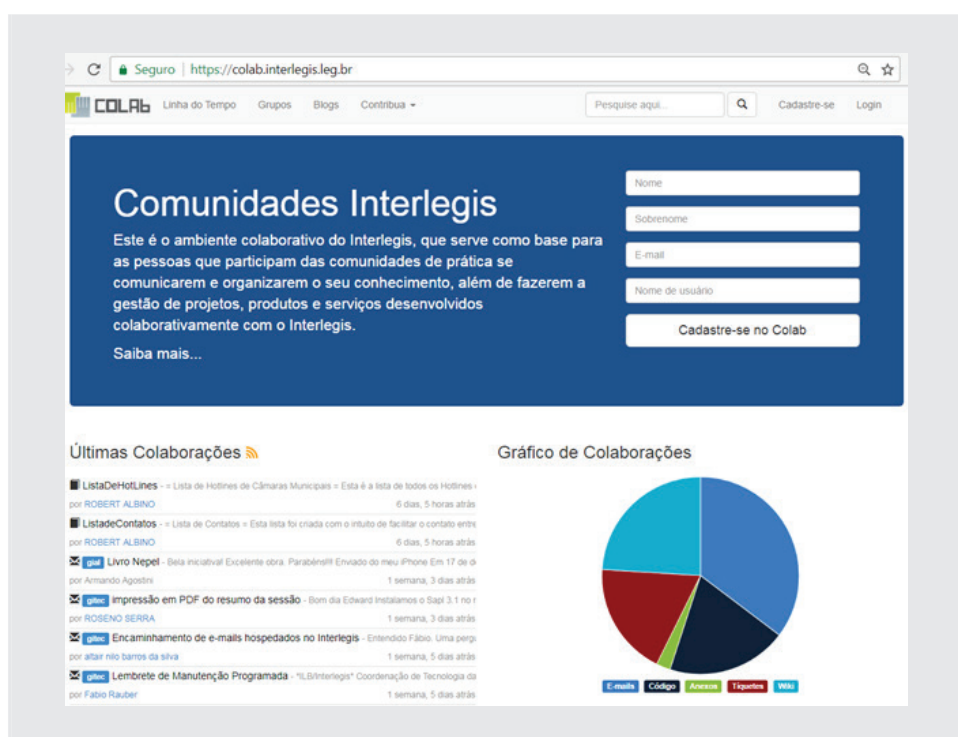 Seguro | https://colab.interlegis.leg.br
COLAb Linha do Tempo Grupos Blogs Contribua Pesquise aqui... Cadastre-se Login
Comunidades Interlegis
Este é o ambiente colaborativo do Interlegis, que serve como base para
as pessoas que participam das comunidades de prática se
comunicarem e organizarem o seu conhecimento, além de fazerem a
gestão de projetos, produtos e serviços desenvolvidos
colaborativamente com o Interlegis.
Saiba mais...
Nome
Sobrenome
E-mail
Nome de usuário
Cadastre-se no Colab
Últimas Colaborações
ListaDeHotLines - = Lista de Hotlines de Câmaras Municipais = Esta é a lista de todos os Hotlines
por ROBERT ALBINO 6 dias, 5 horas atrás
ListadeContatos - = Lista de Contatos = Esta lista foi criada com o intuito de facilitar o contato entre
por ROBERT ALBINO 6 dias, 5 horas atrás
gial Livro Nepel - Bela iniciativa! Excelente obra. Parabéns!!! Enviado do meu iPhone Em 17 de
por Armando Agostini 1 semana, 3 dias atrás
gitec impressão em PDF do resumo da sessão - Bom dia Edward Instalamos o Sapl 3.1 no
por ROSENO SERRA 1 semana, 3 dias atrás
gitec Encaminhamento de e-mails hospedados no Interlegis - Entendido Fábio. Uma
por altair nilo barros da silva 1 semana, 5 dias atrás
gitec Lembrete de Manutenção Programada - *ILB/Interlegis* Coordenação de Tecnologia da
por Fabio Rauber 1 semana, 5 dias atrás
Gráfico de Colaborações
E-mails Código Anexos Tíquetes Wiki